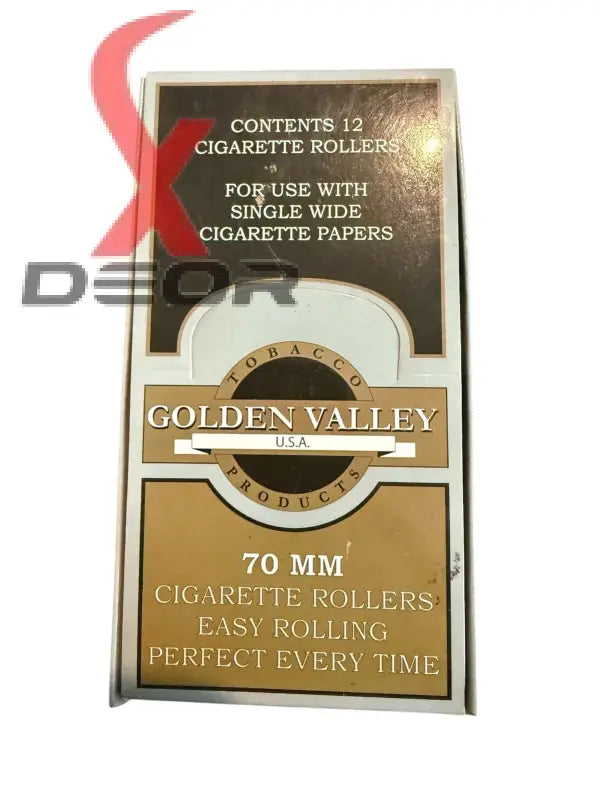 CONTENTS 12
CIGARETTE ROLLERS
FOR USE WITH
SINGLE WIDE
CIGARETTE PAPERS
DEOR
TOBACCO
GOLDEN VALLEY
U.S.A.
PRODUCTS
70 MM
CIGARETTE ROLLERS
EASY ROLLING
PERFECT EVERY TIME